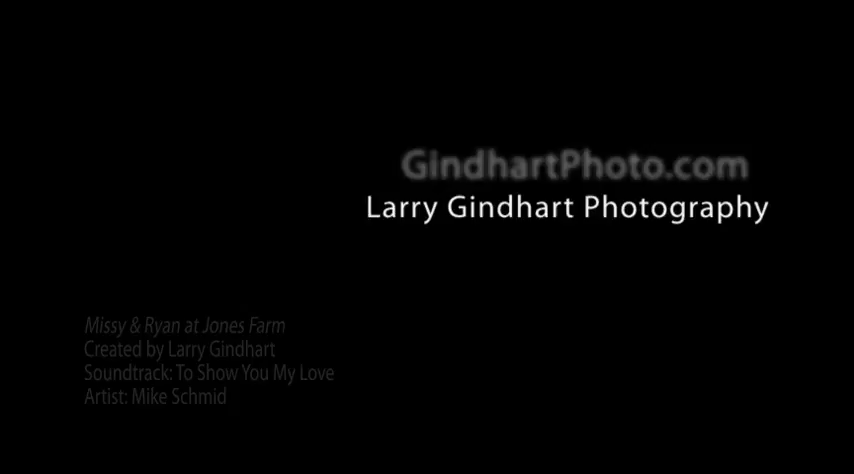 GindhartPhoto.com
Larry Gindhart Photography
Missy & Ryan at Jones Farm
Created by Larry Gindhart
Soundtrack: To Show You My Love
Artist: Mike Schmid